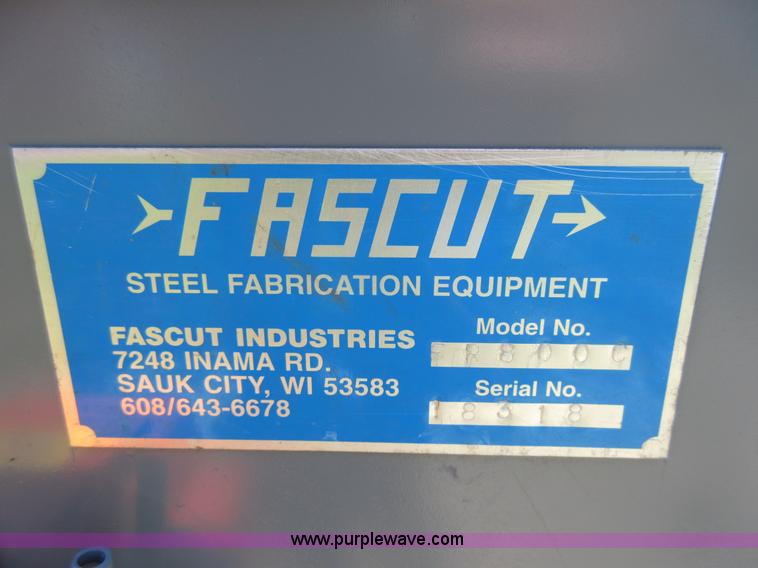 FASCUT
STEEL FABRICATION EQUIPMENT
FASCUT INDUSTRIES
7248 INAMA RD.
SAUK CITY, WI 53583
608/643-6678
Model No.
Serial No.
www.purplewave.com